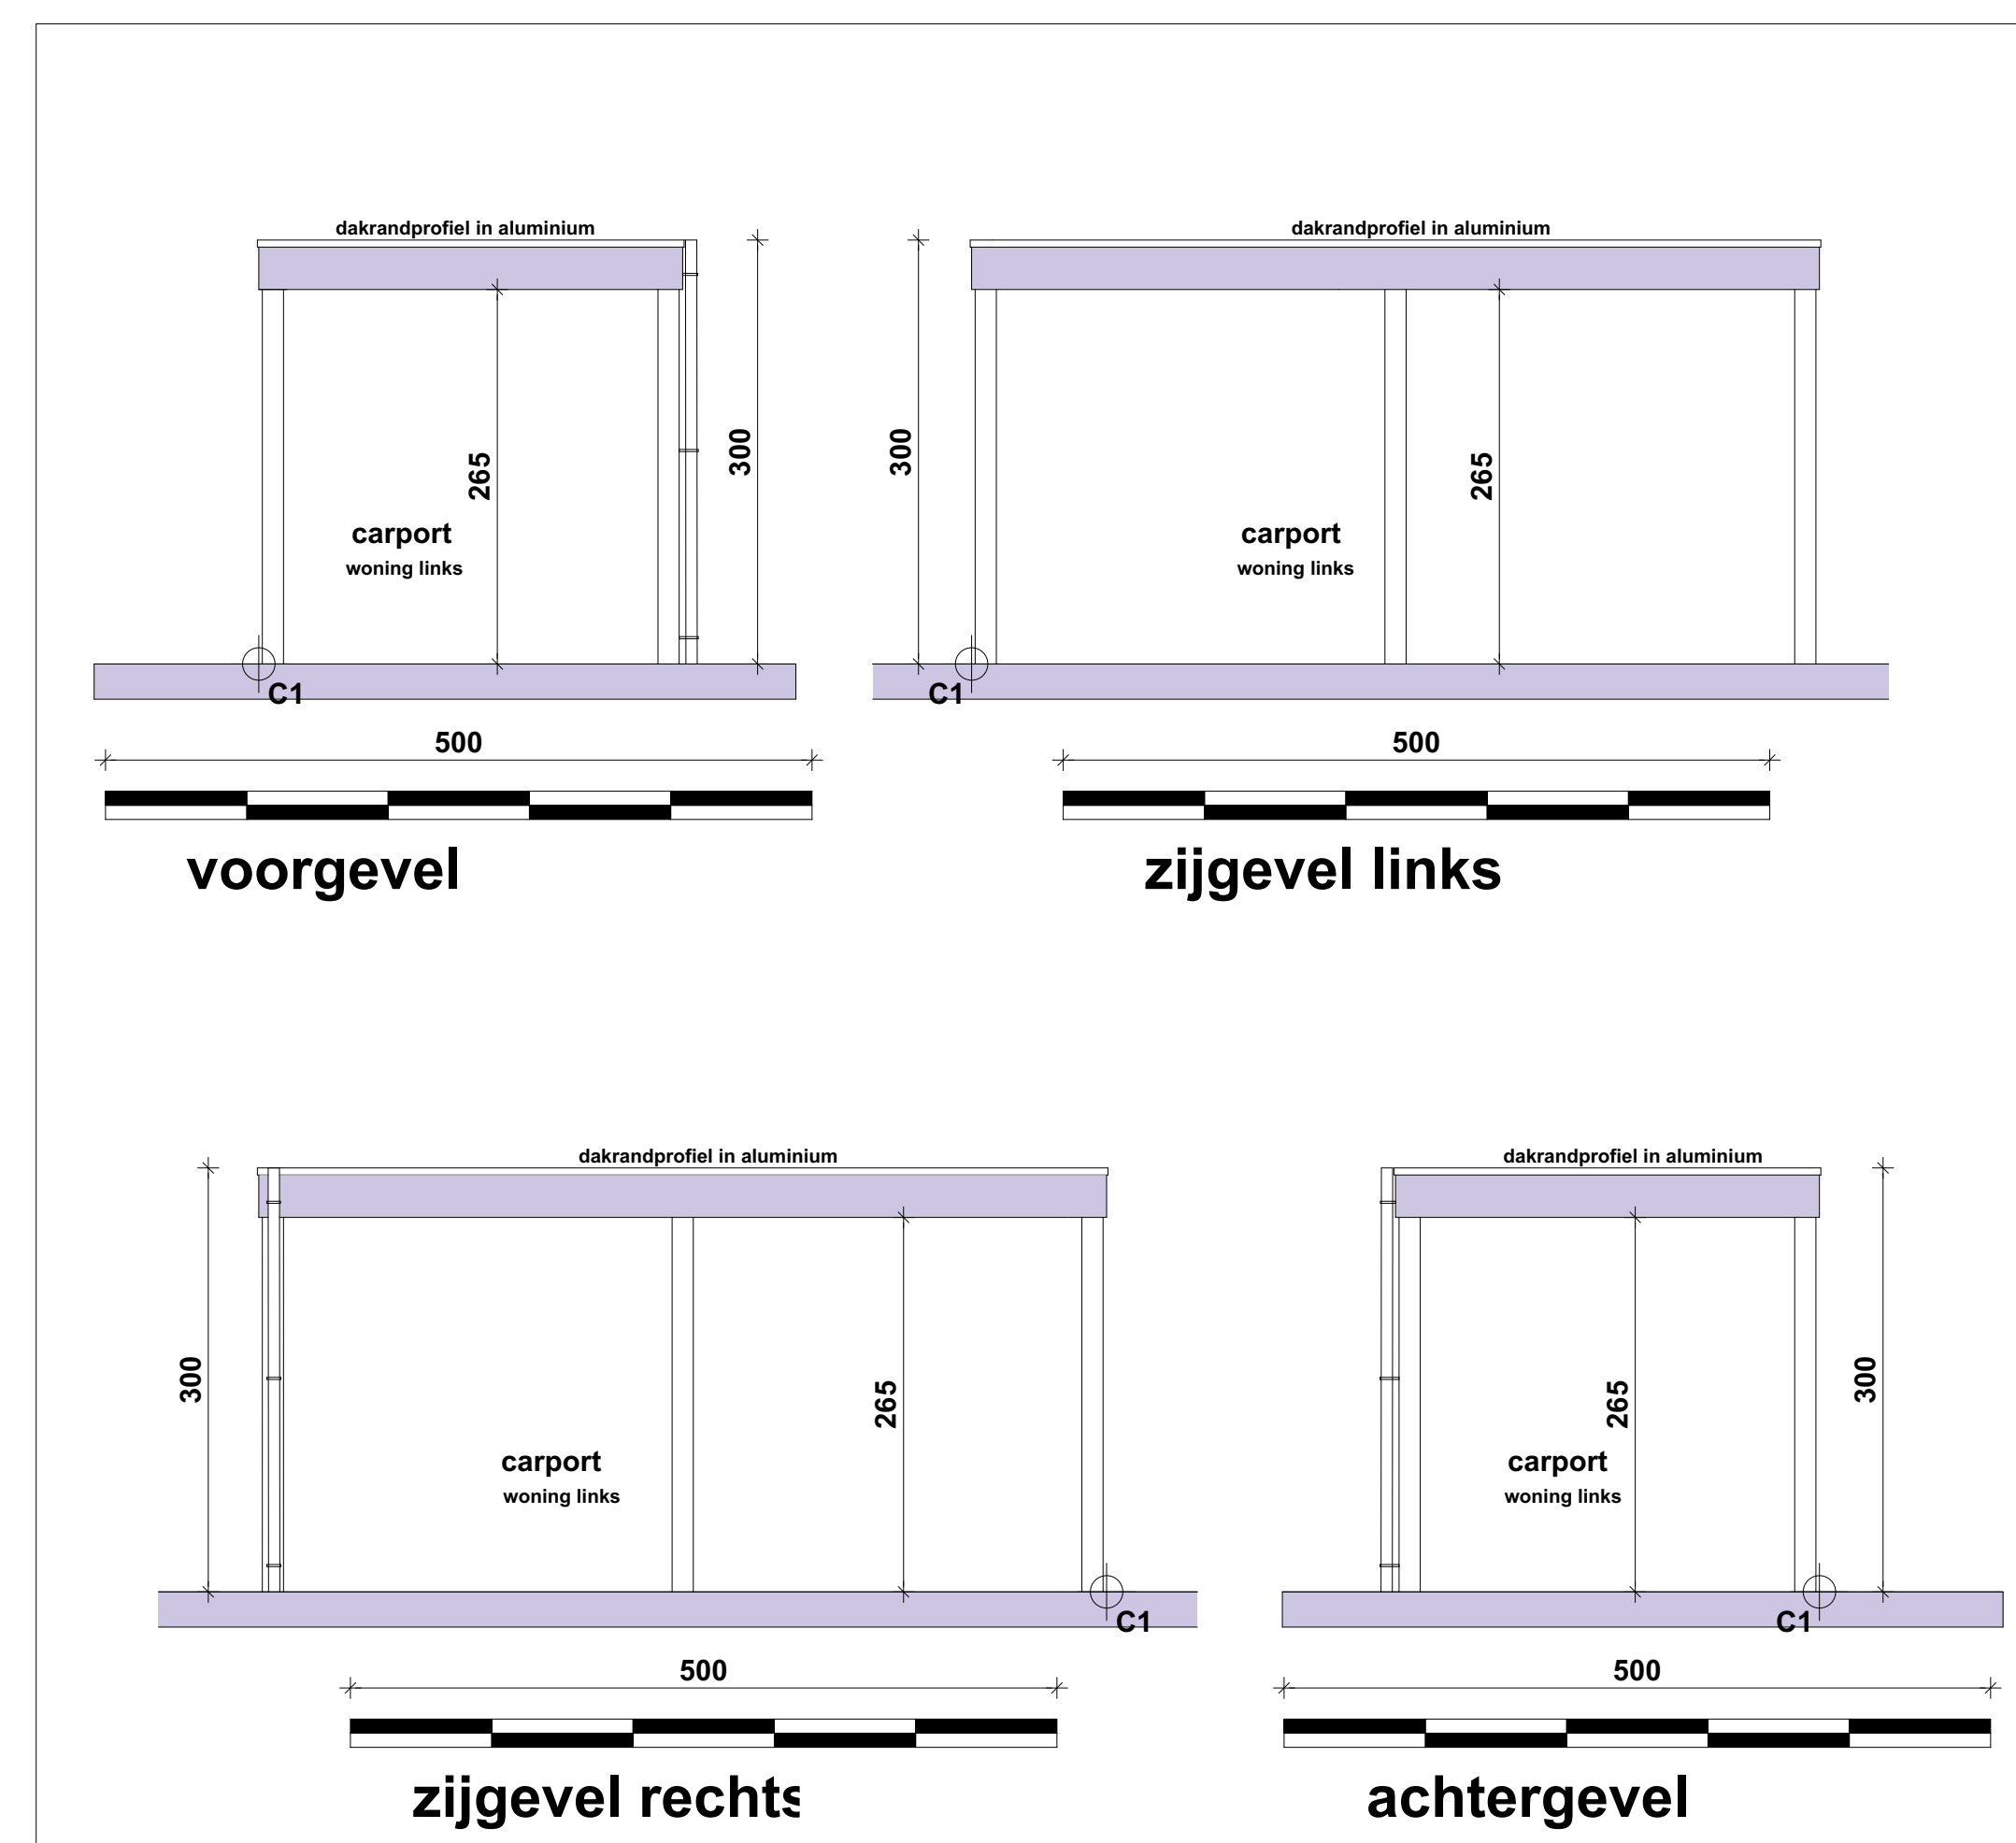 dakrandprofiel in aluminium
300
265
carport
woning links
C1
500
voorgevel
dakrandprofiel in aluminium
300
265
carport
woning links
C1
500
zijgevel links
dakrandprofiel in aluminium
300
265
carport
woning links
C1
500
zijgevel rechts
dakrandprofiel in aluminium
300
265
carport
woning links
C1
500
achtergevel